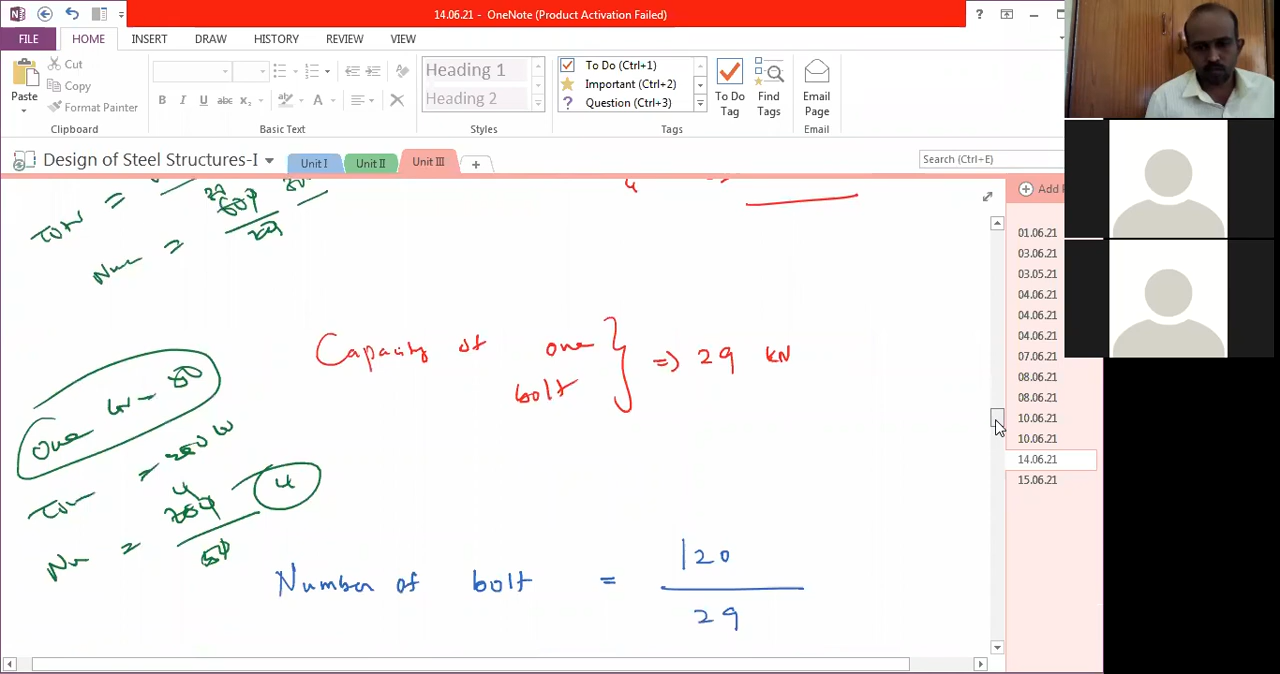 14.06.21 - OneNote (Product Activation Failed)
FILE HOME INSERT DRAW HISTORY REVIEW VIEW
Paste
Cut
Copy
Format Painter
Clipboard
B I U abc x₂ A
Basic Text
Heading 1
Heading 2
Styles
To Do (Ctrl+1)
Important (Ctrl+2)
? Question (Ctrl+3)
Tags
To Do Tag
Find Tags
Email Page
Email
Design of Steel Structures-I
Unit I Unit II Unit III
Search (Ctrl+E)
Add
01.06.21
03.06.21
03.05.21
04.06.21
04.06.21
04.06.21
07.06.21
08.06.21
08.06.21
10.06.21
10.06.21
14.06.21
15.06.21
Capacity of one
bolt } => 29 kN
one
= 4
Number of bolt = 120
29